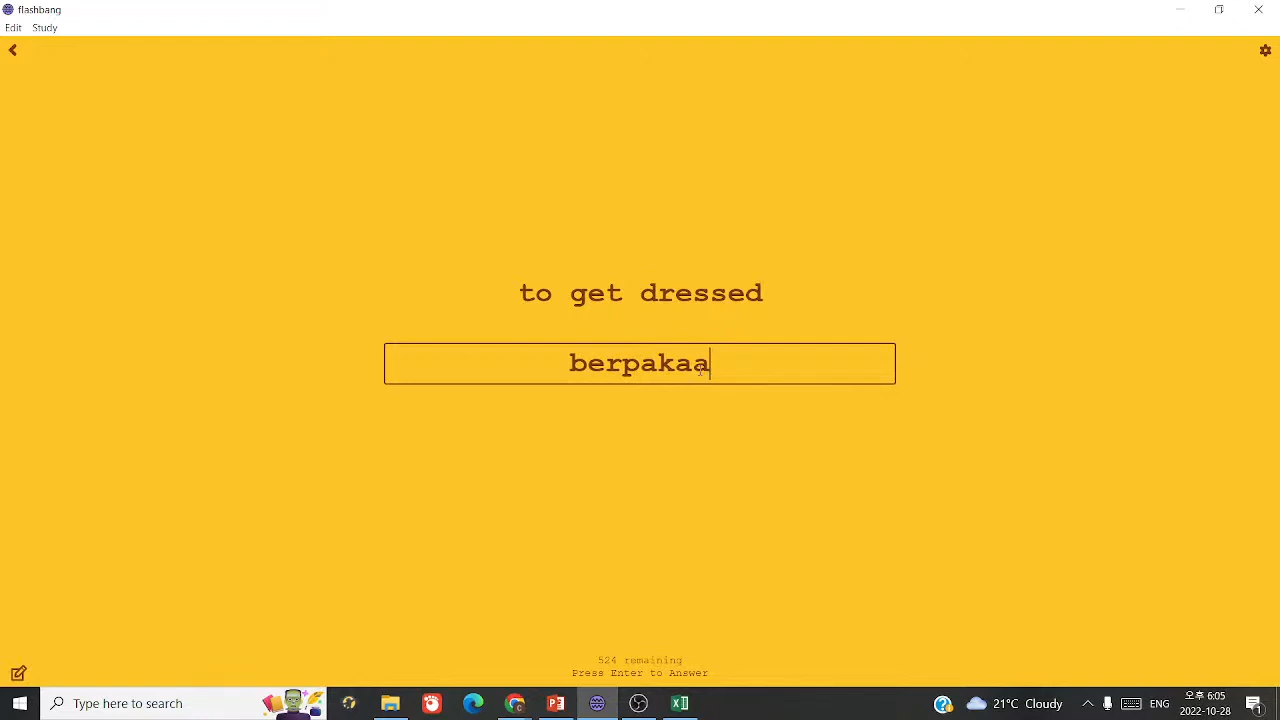 flashbang
Edit Study
to get dressed
berpakaa
524 remaining
Press Enter to Answer
Type here to search
21°C Cloudy
ENG
오후 6:05
2022-10-28
1